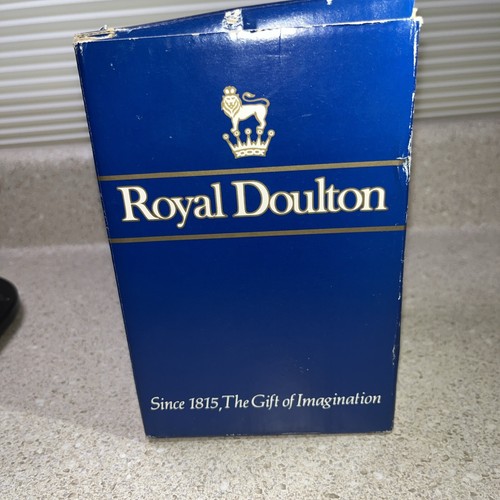 Royal Doulton
Since 1815, The Gift of Imagination